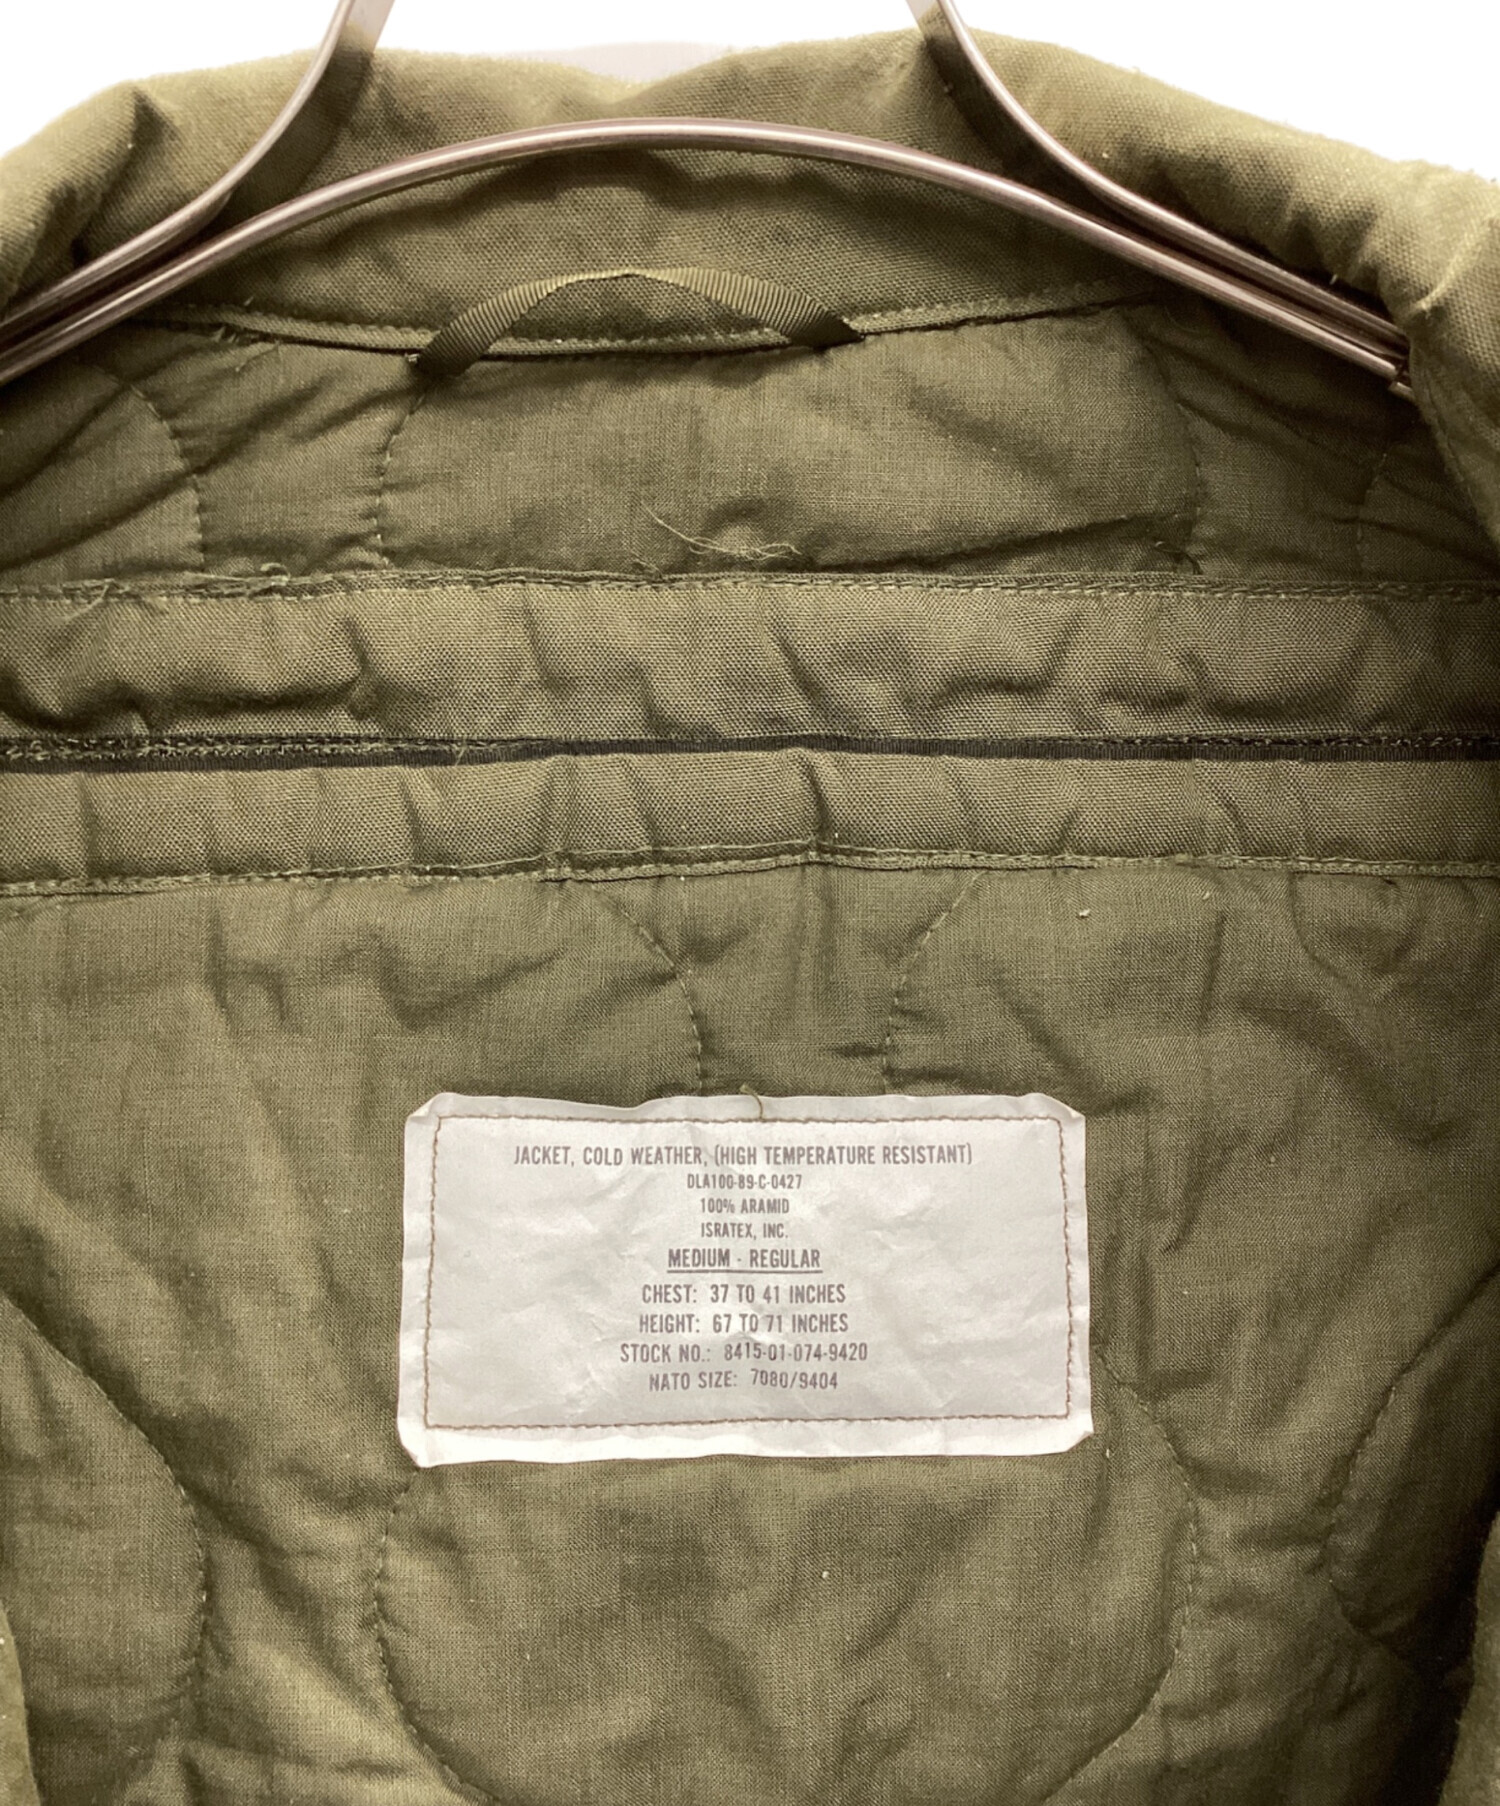 JACKET, COLD WEATHER, (HIGH TEMPERATURE RESISTANT)
DLA100-89-C-0427
100% ARAMID
ISRATEX, INC.
MEDIUM - REGULAR
CHEST: 37 TO 41 INCHES
HEIGHT: 67 TO 71 INCHES
STOCK NO.: 8415-01-074-9420
NATO SIZE: 7080/9404